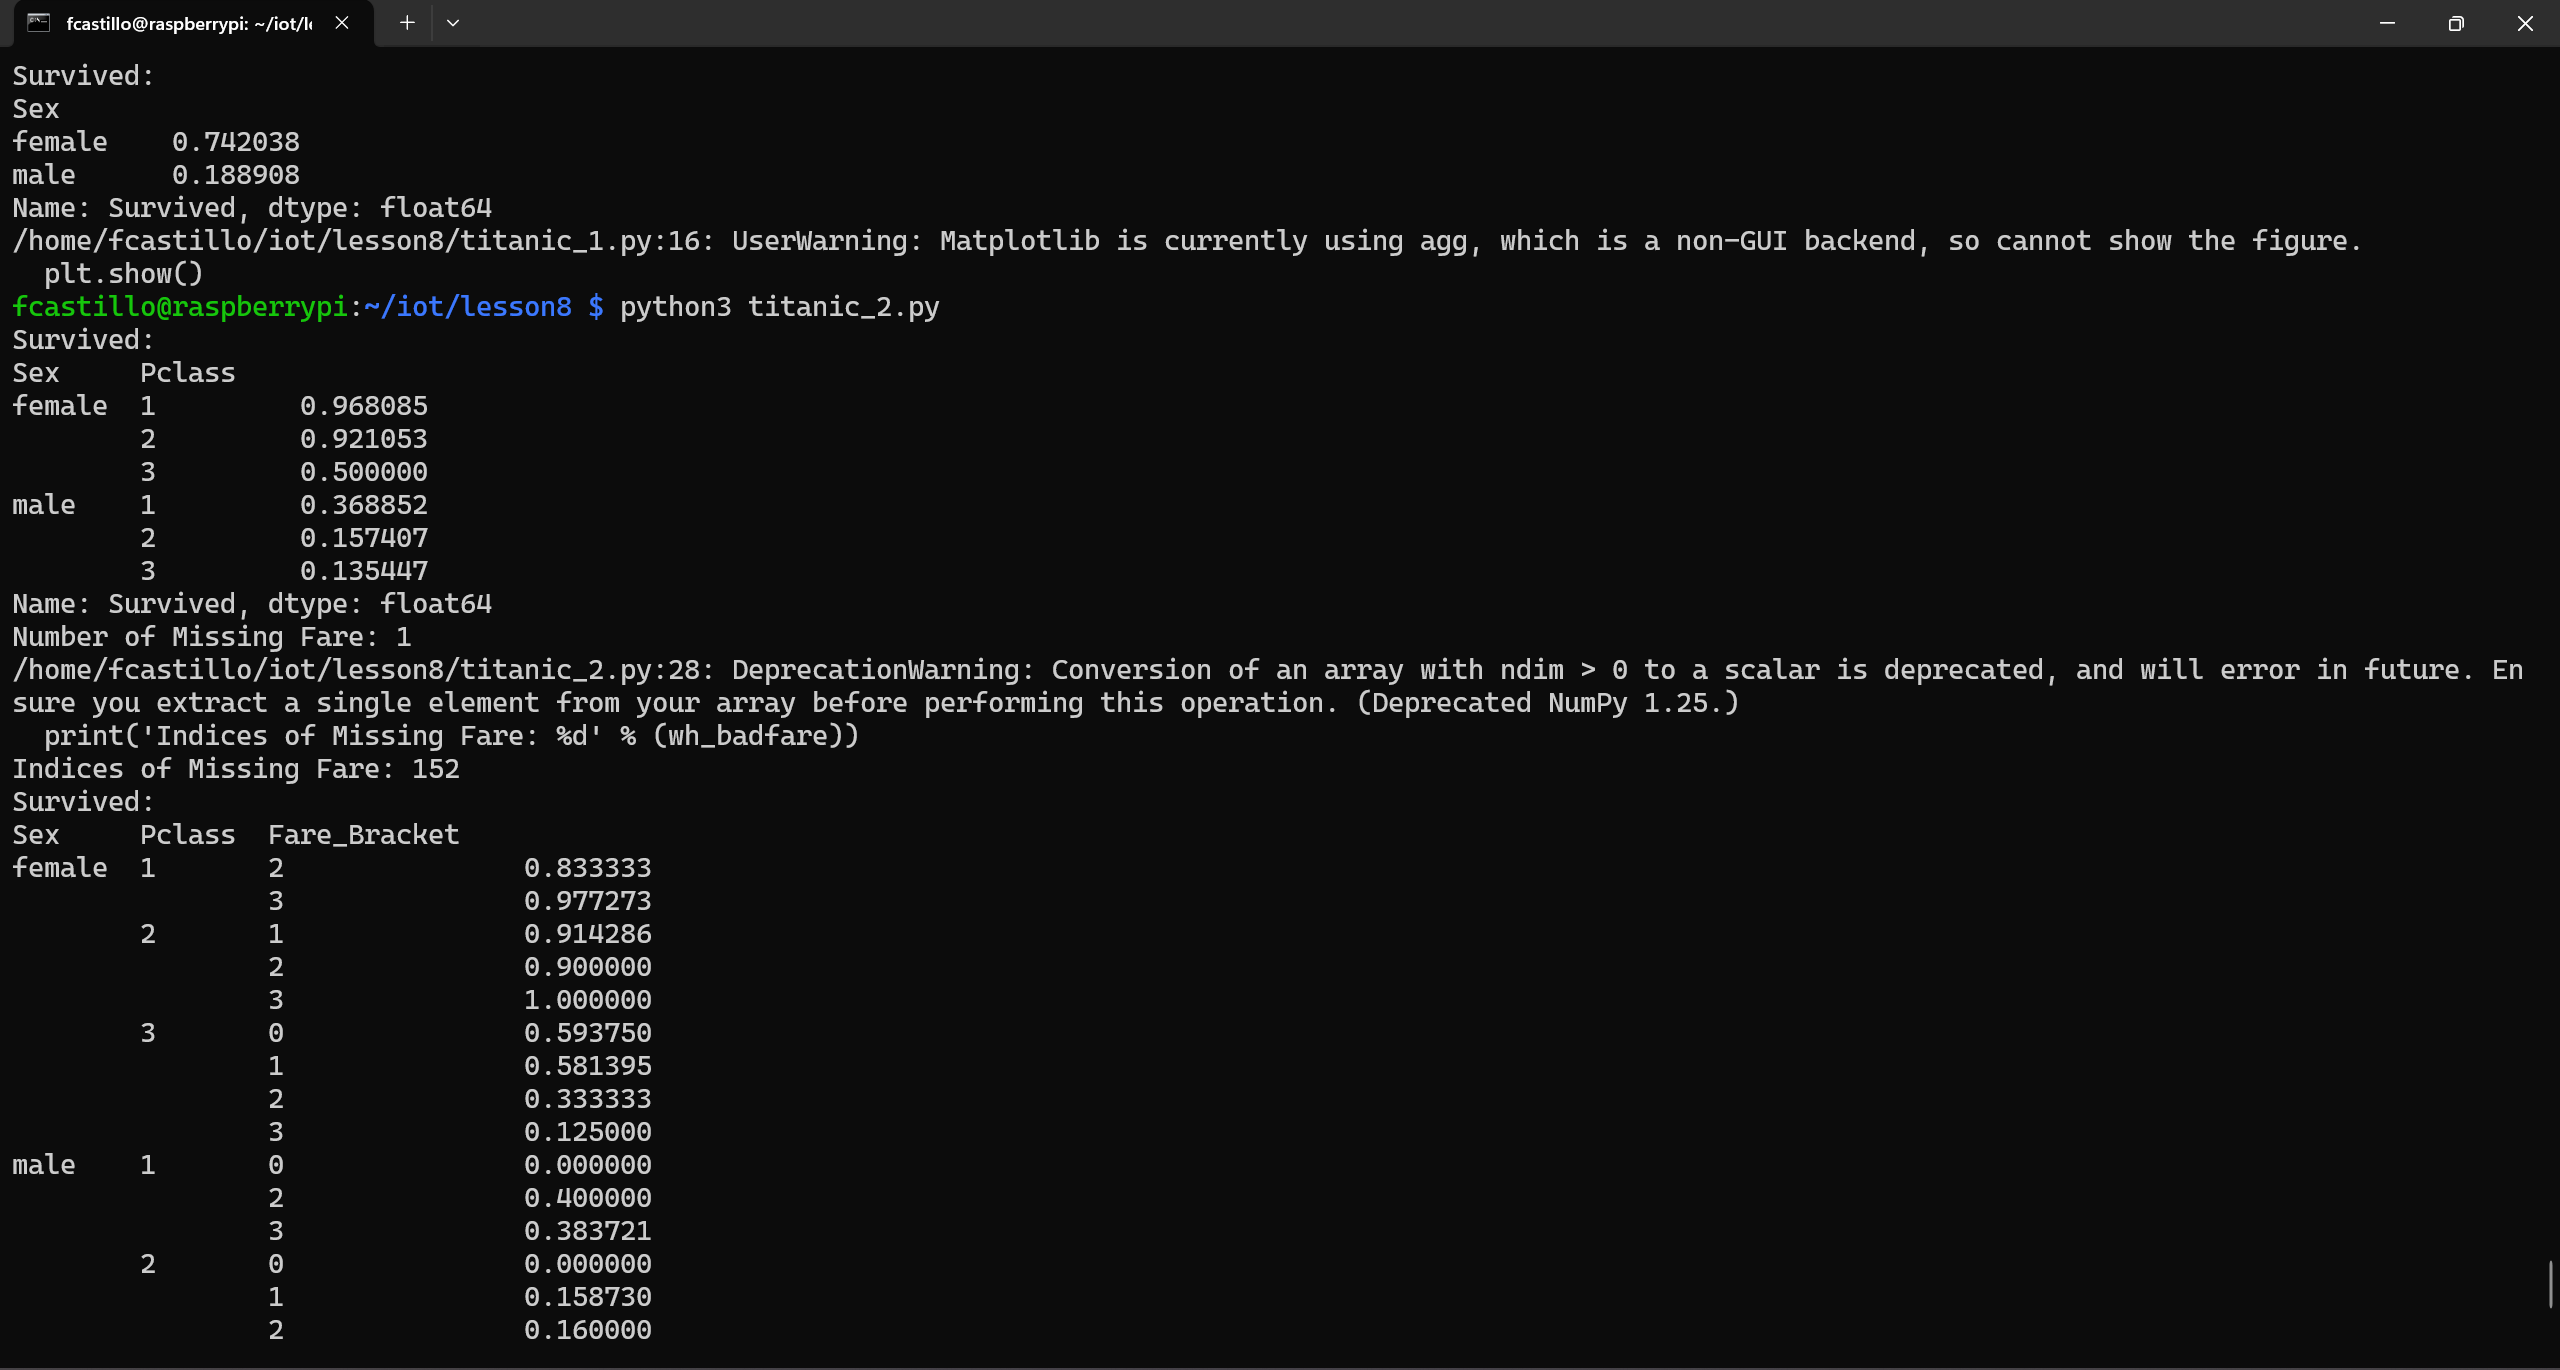 fcastillo@raspberrypi: ~/iot/le
Survived:
Sex
female    0.742038
male      0.188908
Name: Survived, dtype: float64
/home/fcastillo/iot/lesson8/titanic_1.py:16: UserWarning: Matplotlib is currently using agg, which is a non-GUI backend, so cannot show the figure.
  plt.show()
fcastillo@raspberrypi:~/iot/lesson8 $ python3 titanic_2.py
Survived:
Sex     Pclass
female  1         0.968085
        2         0.921053
        3         0.500000
male    1         0.368852
        2         0.157407
        3         0.135447
Name: Survived, dtype: float64
Number of Missing Fare: 1
/home/fcastillo/iot/lesson8/titanic_2.py:28: DeprecationWarning: Conversion of an array with ndim > 0 to a scalar is deprecated, and will error in future. En
sure you extract a single element from your array before performing this operation. (Deprecated NumPy 1.25.)
  print('Indices of Missing Fare: %d' % (wh_badfare))
Indices of Missing Fare: 152
Survived:
Sex     Pclass  Fare_Bracket
female  1       2               0.833333
                3               0.977273
        2       1               0.914286
                2               0.900000
                3               1.000000
        3       0               0.593750
                1               0.581395
                2               0.333333
                3               0.125000
male    1       0               0.000000
                2               0.400000
                3               0.383721
        2       0               0.000000
                1               0.158730
                2               0.160000